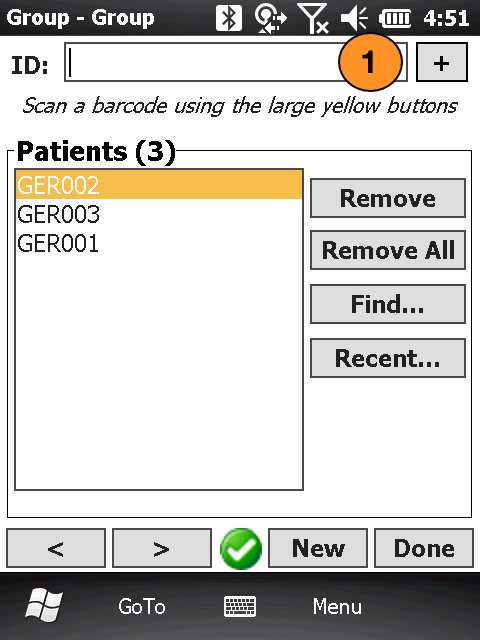 Group - Group 4:51
ID: 1 +
Scan a barcode using the large yellow buttons
Patients (3)
GER002
GER003
GER001
Remove
Remove All
Find...
Recent...
< > New Done
GoTo Menu